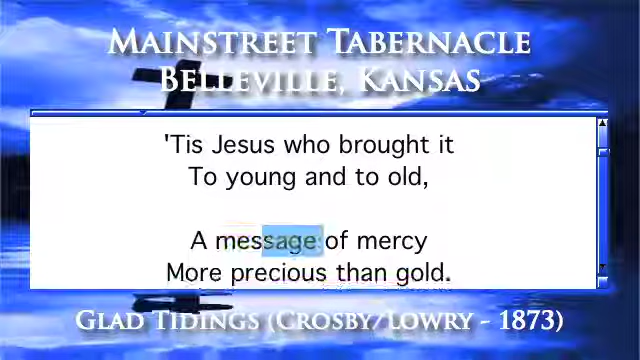 MAINSTREET TABERNACLE
BELLEVILLE, KANSAS
'Tis Jesus who brought it
To young and to old,
A message of mercy
More precious than gold.
GLAD TIDINGS (CROSBY/LOWRY - 1873)